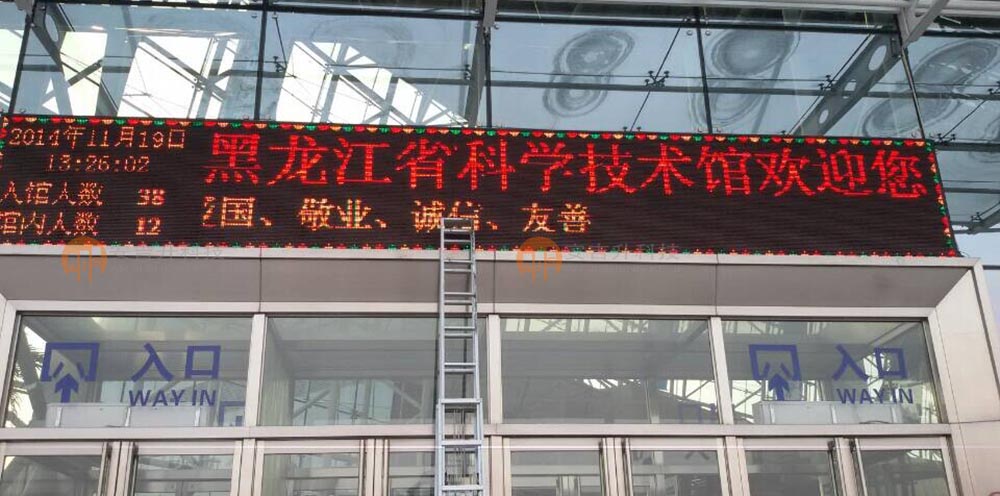 2014年11月19日
13:26:02
入馆人数 38
馆内人数 12
黑龙江省科学技术馆欢迎您
国、敬业、诚信、友善
入口
WAY IN
入口
WAY IN